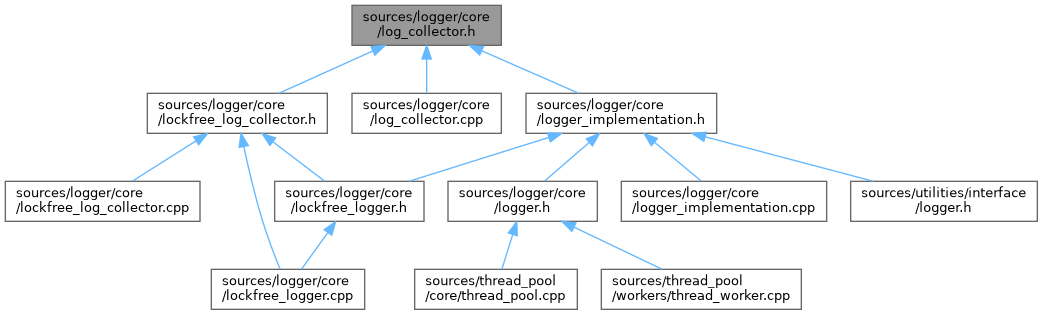 sources/logger/core
/log_collector.h
sources/logger/core
/lockfree_log_collector.h
sources/logger/core
/log_collector.cpp
sources/logger/core
/logger_implementation.h
sources/logger/core
/lockfree_log_collector.cpp
sources/logger/core
/lockfree_logger.h
sources/logger/core
/logger.h
sources/logger/core
/logger_implementation.cpp
sources/utilities/interface
/logger.h
sources/logger/core
/lockfree_logger.cpp
sources/thread_pool
/core/thread_pool.cpp
sources/thread_pool
/workers/thread_worker.cpp